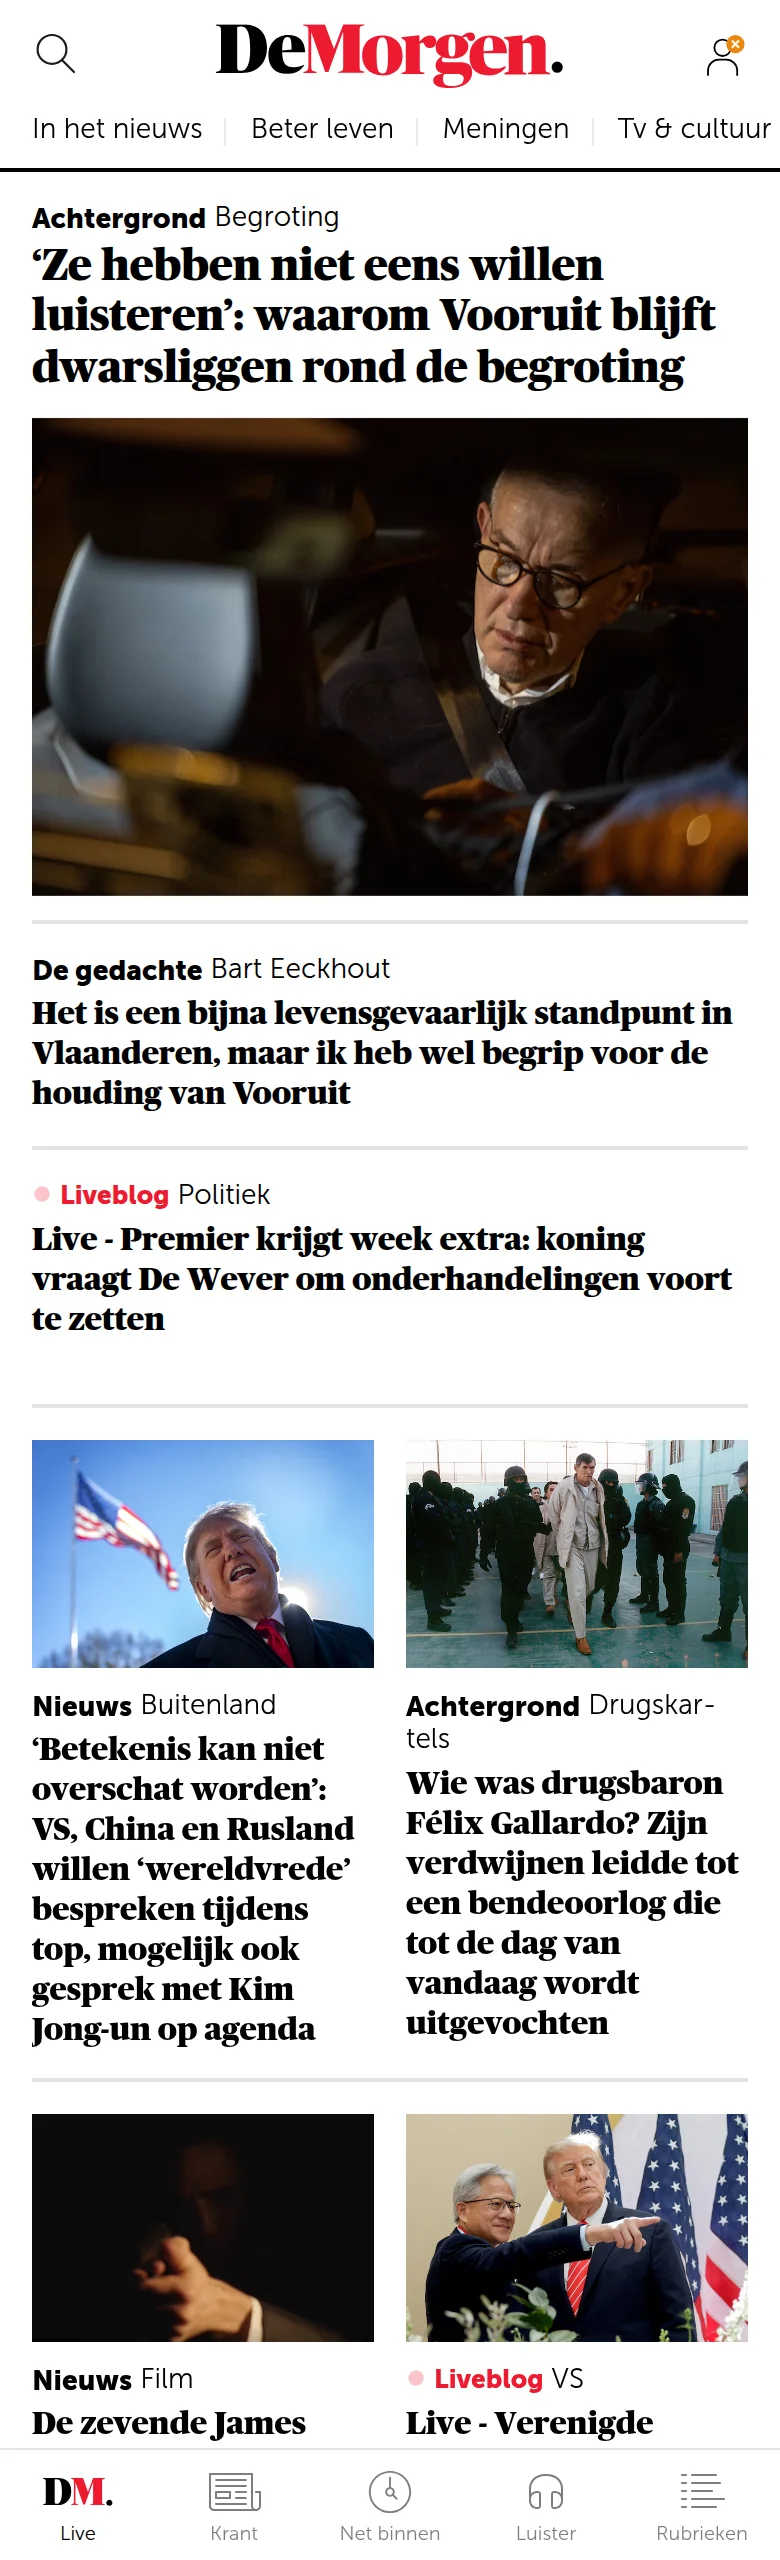 DeMorgen.
In het nieuws
Beter leven
Meningen
Tv & cultuur
Achtergrond Begroting
‘Ze hebben niet eens willen
luisteren’: waarom Vooruit blijft
dwarsliggen rond de begroting
De gedachte Bart Eeckhout
Het is een bijna levensgevaarlijk standpunt in
Vlaanderen, maar ik heb wel begrip voor de
houding van Vooruit
Liveblog Politiek
Live - Premier krijgt week extra: koning
vraagt De Wever om onderhandelingen voort
te zetten
Nieuws Buitenland
‘Betekenis kan niet
overschat worden’:
VS, China en Rusland
willen ‘wereldvrede’
bespreken tijdens
top, mogelijk ook
gesprek met Kim
Jong-un op agenda
Achtergrond Drugskar-
tels
Wie was drugsbaron
Félix Gallardo? Zijn
verdwijnen leidde tot
een bendeoorlog die
tot de dag van
vandaag wordt
uitgevochten
Nieuws Film
De zevende James
Liveblog VS
Live - Verenigde
DM.
Live
Krant
Net binnen
Luister
Rubrieken